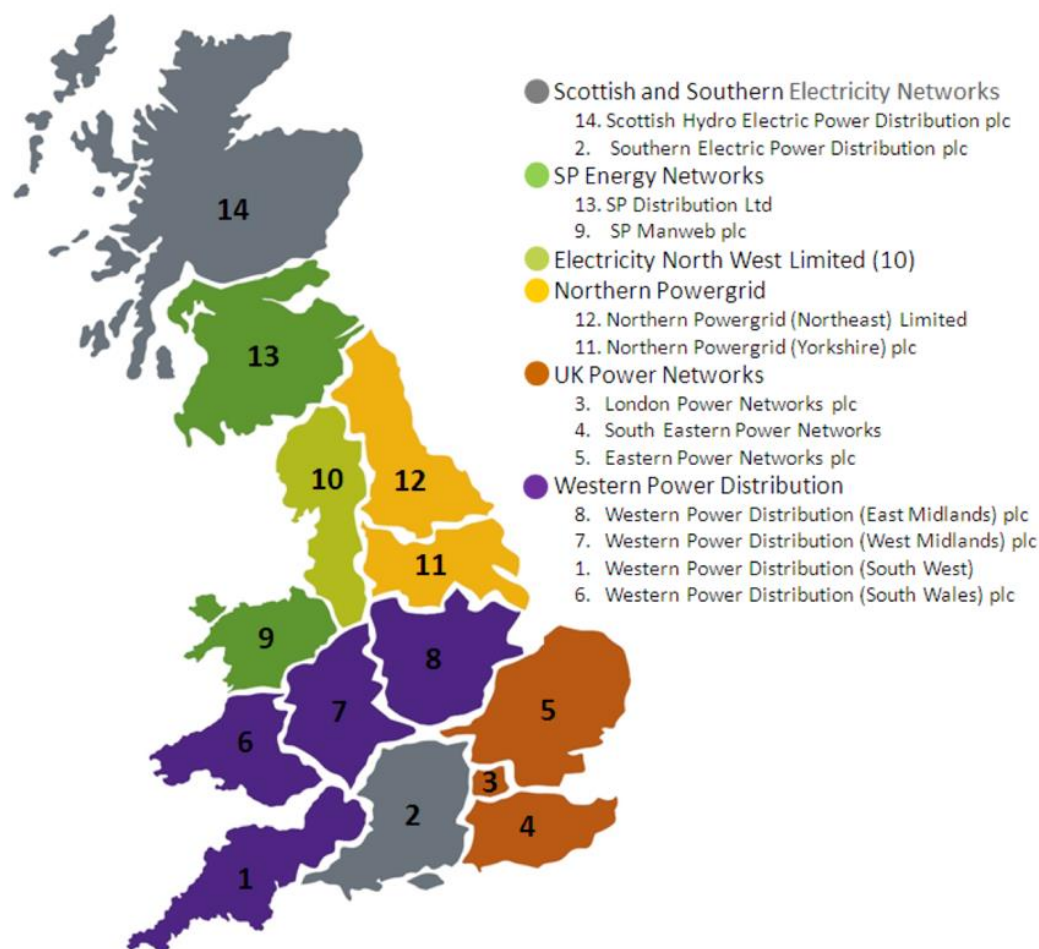 14
13
12
10
11
9
8
7
6
5
3
2
4
1
Scottish and Southern Electricity Networks
14. Scottish Hydro Electric Power Distribution plc
2. Southern Electric Power Distribution plc
SP Energy Networks
13. SP Distribution Ltd
9. SP Manweb plc
Electricity North West Limited (10)
Northern Powergrid
12. Northern Powergrid (Northeast) Limited
11. Northern Powergrid (Yorkshire) plc
UK Power Networks
3. London Power Networks plc
4. South Eastern Power Networks
5. Eastern Power Networks plc
Western Power Distribution
8. Western Power Distribution (East Midlands) plc
7. Western Power Distribution (West Midlands) plc
1. Western Power Distribution (South West)
6. Western Power Distribution (South Wales) plc